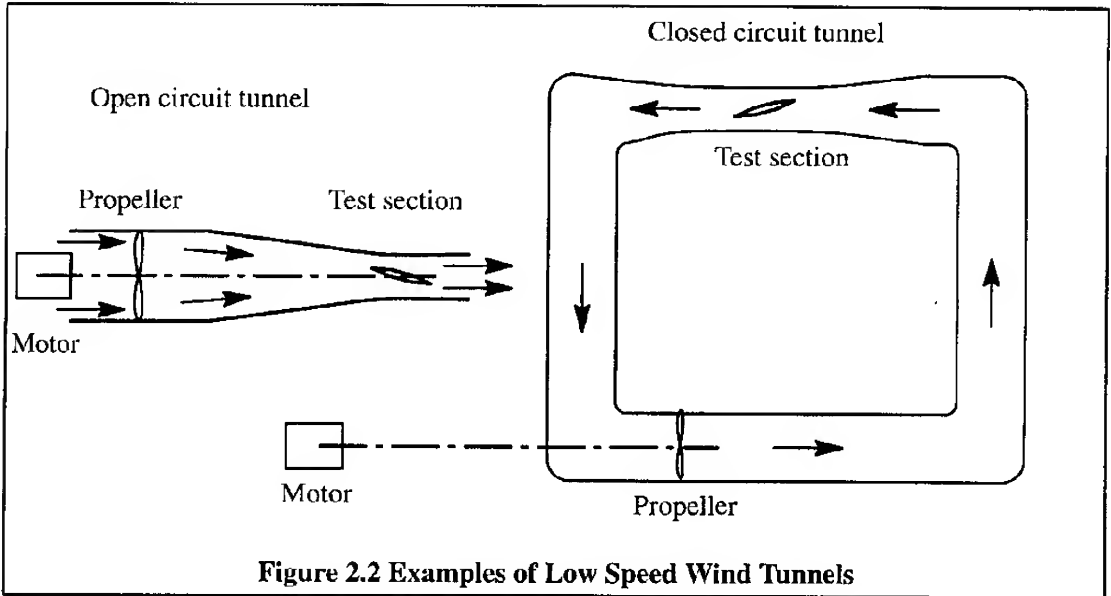 Closed circuit tunnel
Open circuit tunnel
Test section
Propeller
Test section
Motor
Motor
Propeller
Figure 2.2 Examples of Low Speed Wind Tunnels